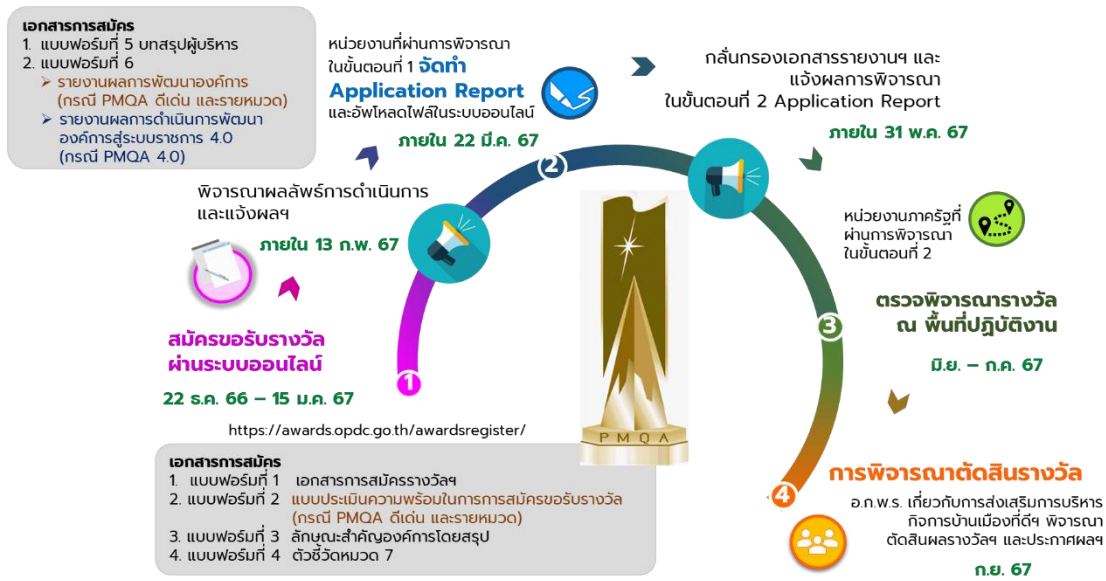 เอกสารการสมัคร
1. แบบฟอร์มที่ 5 บทสรุปผู้บริหาร
2. แบบฟอร์มที่ 6
➢ รายงานผลการพัฒนาองค์การ
(กรณี PMQA ดีเด่น และรายหมวด)
➢ รายงานผลการดำเนินการพัฒนา
องค์การสู่ระบบราชการ 4.0
(กรณี PMQA 4.0)
หน่วยงานที่ผ่านการพิจารณา
ในขั้นตอนที่ 1 จัดทำ
Application Report
และอัพโหลดไฟล์ในระบบออนไลน์
ภายใน 22 มี.ค. 67
กลั่นกรองเอกสารรายงานฯ และ
แจ้งผลการพิจารณา
ในขั้นตอนที่ 2 Application Report
ภายใน 31 พ.ค. 67
2
พิจารณาผลลัพธ์การดำเนินการ
และแจ้งผลฯ
ภายใน 13 ก.พ. 67
หน่วยงานภาครัฐที่
ผ่านการพิจารณา
ในขั้นตอนที่ 2
ตรวจพิจารณารางวัล
ณ พื้นที่ปฏิบัติงาน
3
มิ.ย. – ก.ค. 67
สมัครขอรับรางวัล
ผ่านระบบออนไลน์
1
22 ธ.ค. 66 – 15 ม.ค. 67
https://awards.opdc.go.th/awardsregister/
PMQA
เอกสารการสมัคร
1. แบบฟอร์มที่ 1 เอกสารการสมัครรางวัลฯ
2. แบบฟอร์มที่ 2 แบบประเมินความพร้อมในการการสมัครขอรับรางวัล
(กรณี PMQA ดีเด่น และรายหมวด)
3. แบบฟอร์มที่ 3 ลักษณะสำคัญองค์การโดยสรุป
4. แบบฟอร์มที่ 4 ตัวชี้วัดหมวด 7
การพิจารณาตัดสินรางวัล
4
อ.ก.พ.ร. เกี่ยวกับการส่งเสริมการบริหาร
กิจการบ้านเมืองที่ดีฯ พิจารณา
ตัดสินผลรางวัลฯ และประกาศผลฯ
ก.ย. 67